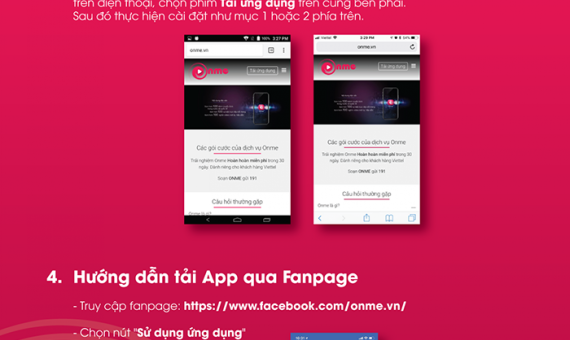 trên điện thoại, chọn phím Tải ứng dụng trên cùng bên phải.
Sau đó thực hiện cài đặt như mục 1 hoặc 2 phía trên.
3:27 PM
onme.vn
Onme
Tải ứng dụng
Các gói cước của dịch vụ Onme
Trải nghiệm Onme Hoàn toàn miễn phí trong 30
ngày. Dành riêng cho khách hàng Viettel
Soạn ONME gửi 191
Câu hỏi thường gặp
Onme là gì?
onme.vn
Onme
Tải ứng dụng
Các gói cước của dịch vụ Onme
Trải nghiệm Onme Hoàn toàn miễn phí trong 30
ngày. Dành riêng cho khách hàng Viettel
Soạn ONME gửi 191
Câu hỏi thường gặp
Onme là gì?
4. Hướng dẫn tải App qua Fanpage
- Truy cập fanpage: https://www.facebook.com/onme.vn/
- Chọn nút "Sử dụng ứng dụng"